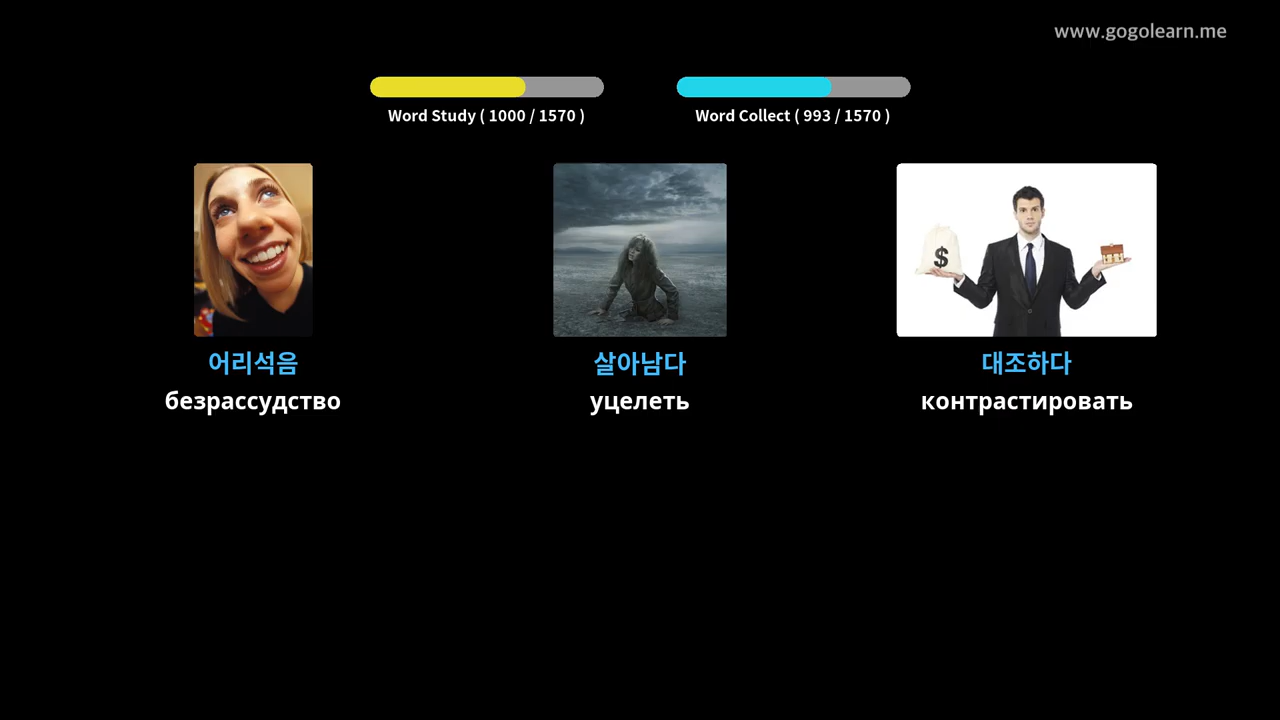 www.gogolearn.me
Word Study ( 1000 / 1570 )
Word Collect ( 993 / 1570 )
$
어리석음
безрассудство
살아남다
уцелеть
대조하다
контрастировать